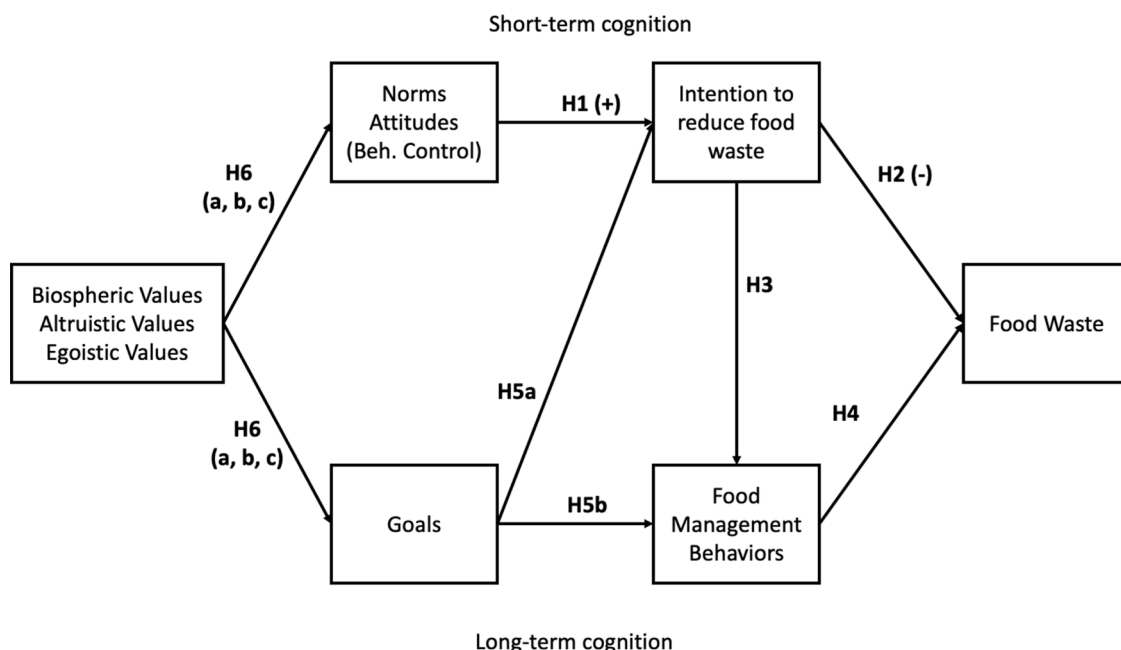 Short-term cognition
Norms
Attitudes
(Beh. Control)
H1 (+)
Intention to
reduce food
waste
H6
(a, b, c)
H2 (-)
Biospheric Values
Altruistic Values
Egoistic Values
H3
Food Waste
H5a
H6
(a, b, c)
H4
Goals
H5b
Food
Management
Behaviors
Long-term cognition